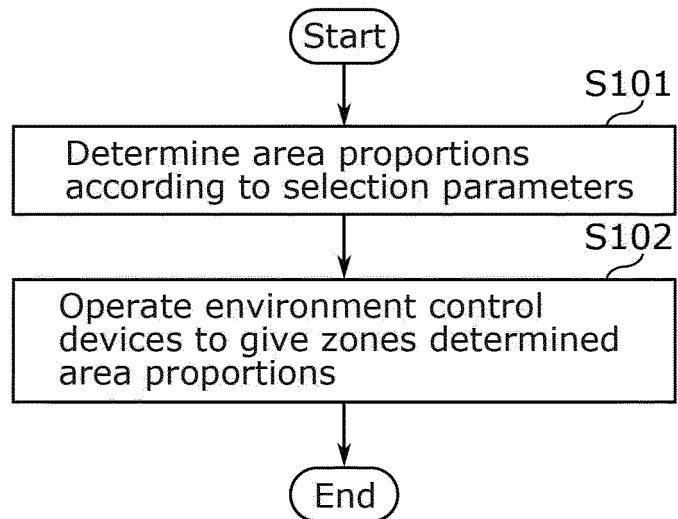 Start
S101
Determine area proportions
according to selection parameters
S102
Operate environment control
devices to give zones determined
area proportions
End